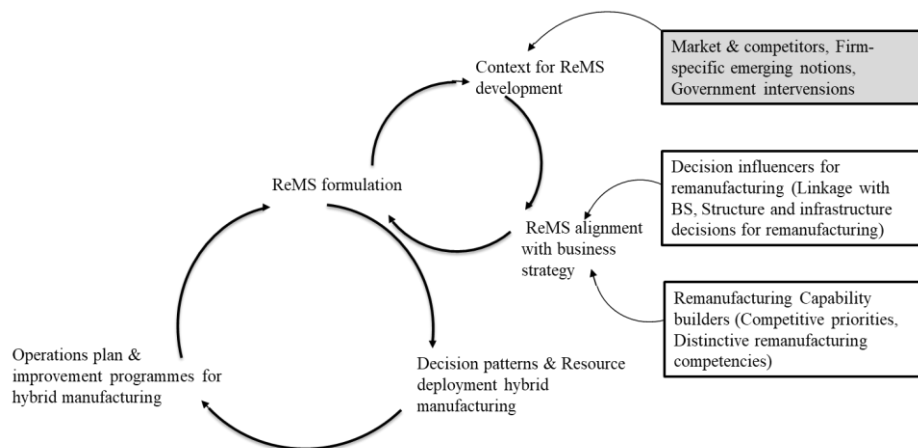 Market & competitors, Firm-
specific emerging notions,
Government intervensions
Context for ReMS
development
Decision influencers for
remanufacturing (Linkage with
BS, Structure and infrastructure
decisions for remanufacturing)
ReMS formulation
ReMS alignment
with business
strategy
Remanufacturing Capability
builders (Competitive priorities,
Distinctive remanufacturing
competencies)
Operations plan &
improvement programmes for
hybrid manufacturing
Decision patterns & Resource
deployment hybrid
manufacturing